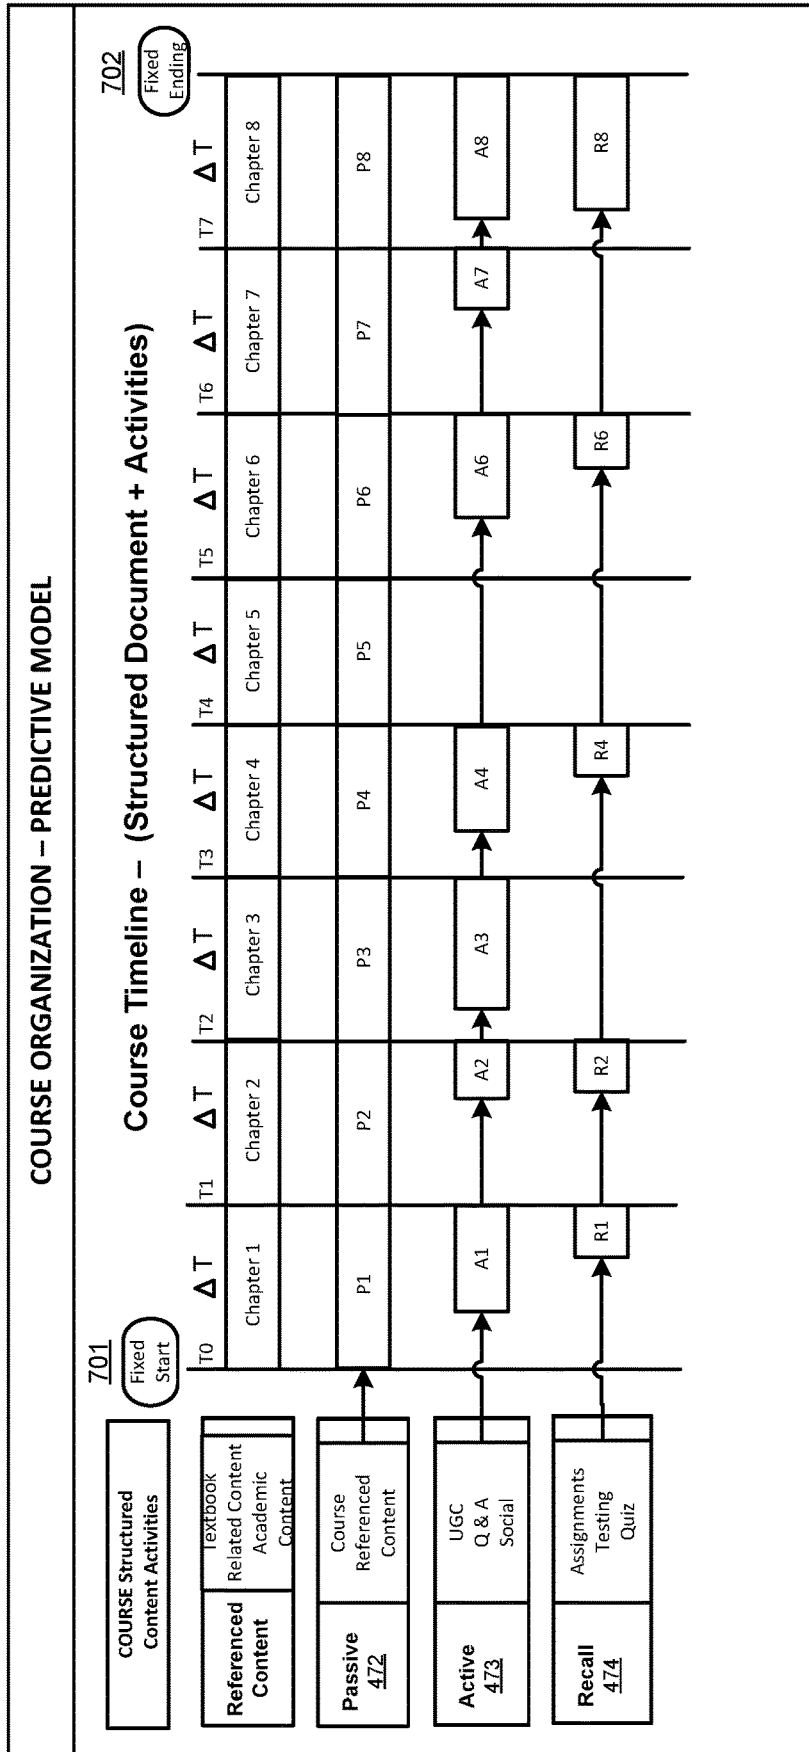 COURSE ORGANIZATION – PREDICTIVE MODEL
Course Timeline – (Structured Document + Activities)
701
Fixed
Start
702
Fixed
Ending
COURSE Structured
Content Activities
T0 Δ T T1 Δ T T2 Δ T T3 Δ T T4 Δ T T5 Δ T T6 Δ T T7 Δ T
Referenced
Content
Textbook
Related Content
Academic
Content
Chapter 1 Chapter 2 Chapter 3 Chapter 4 Chapter 5 Chapter 6 Chapter 7 Chapter 8
Passive
472
Course
Referenced
Content
P1 P2 P3 P4 P5 P6 P7 P8
Active
473
UGC
Q & A
Social
A1 A2 A3 A4 A6 A7 A8
Recall
474
Assignments
Testing
Quiz
R1 R2 R4 R6 R8